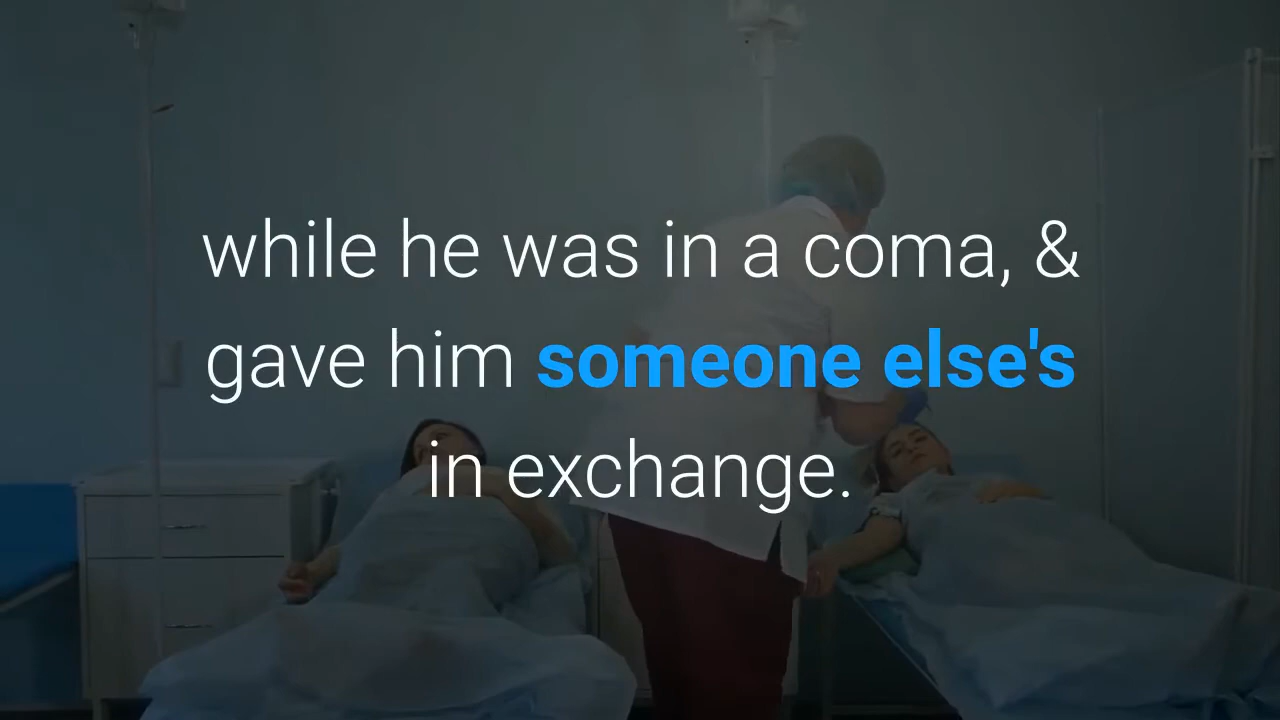 while he was in a coma, &
gave him someone else's
in exchange.